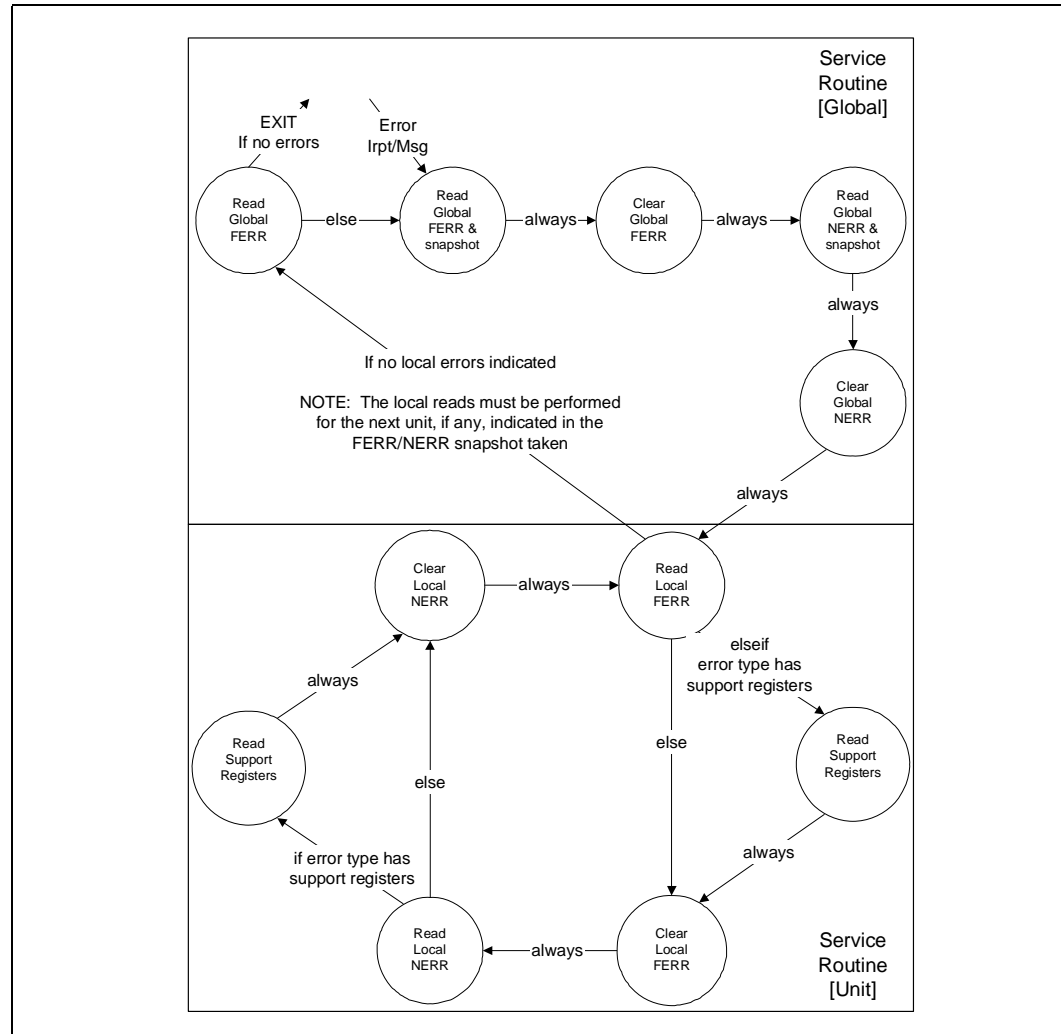 Service
Routine
[Global]
EXIT
If no errors
Error
Irpt/Msg
Read
Global
FERR
else
Read
Global
FERR &
snapshot
always
Clear
Global
FERR
always
Read
Global
NERR &
snapshot
always
If no local errors indicated
Clear
Global
NERR
NOTE: The local reads must be performed
for the next unit, if any, indicated in the
FERR/NERR snapshot taken
always
Clear
Local
NERR
always
Read
Local
FERR
elseif
error type has
support registers
always
Read
Support
Registers
else
else
Read
Support
Registers
if error type has
support registers
always
Read
Local
NERR
always
Clear
Local
FERR
Service
Routine
[Unit]